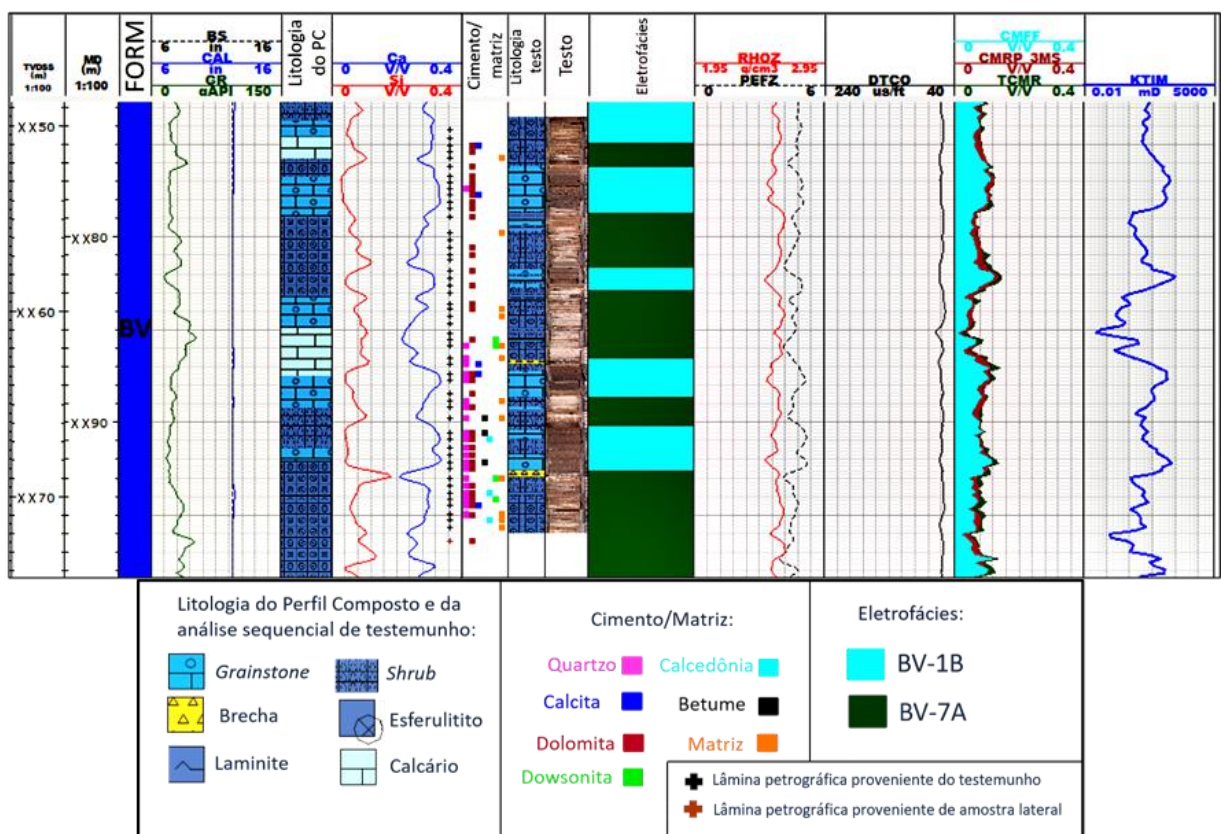 TVDSS
(m)
1:100
MD
(m)
1:100
FORM
BS
6 in 16
CAL
6 in 16
GR
0 gAPI 150
Litologia
do PC
Ca
0 V/V 0.4
Si
0 V/V 0.4
Cimento/
matriz
Litologia
testo
Testo
Eletrofácies
RHOZ
1.95 g/cm3 2.95
PEFZ
0 6
DTCO
240 us/ft 40
CMFF
0 V/V 0.4
CMRP_3MS
0 V/V 0.4
TCMR
0 V/V 0.4
KTIM
0.01 mD 5000
XX50
XX80
XX60
XX90
XX70
BV
Litologia do Perfil Composto e da
análise sequencial de testemunho:
Grainstone
Shrub
Brecha
Esferulitito
Laminite
Calcário
Cimento/Matriz:
Quartzo
Calcedônia
Calcita
Betume
Dolomita
Matriz
Dowsonita
Eletrofácies:
BV-1B
BV-7A
Lâmina petrográfica proveniente do testemunho
Lâmina petrográfica proveniente de amostra lateral